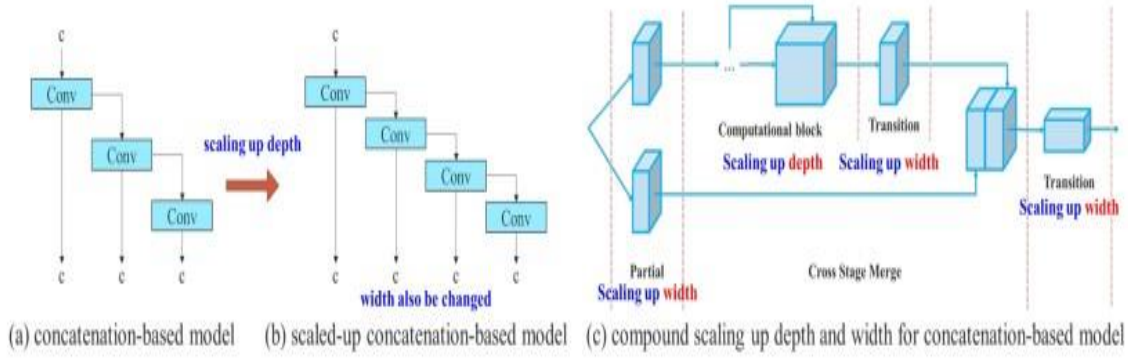 c
Conv
Conv
Conv
c c c
scaling up depth
c
Conv
Conv
Conv
Conv
c c c c
width also be changed
...
Computational block
Scaling up depth
Transition
Scaling up width
Transition
Scaling up width
Partial
Scaling up width
Cross Stage Merge
(a) concatenation-based model
(b) scaled-up concatenation-based model
(c) compound scaling up depth and width for concatenation-based model